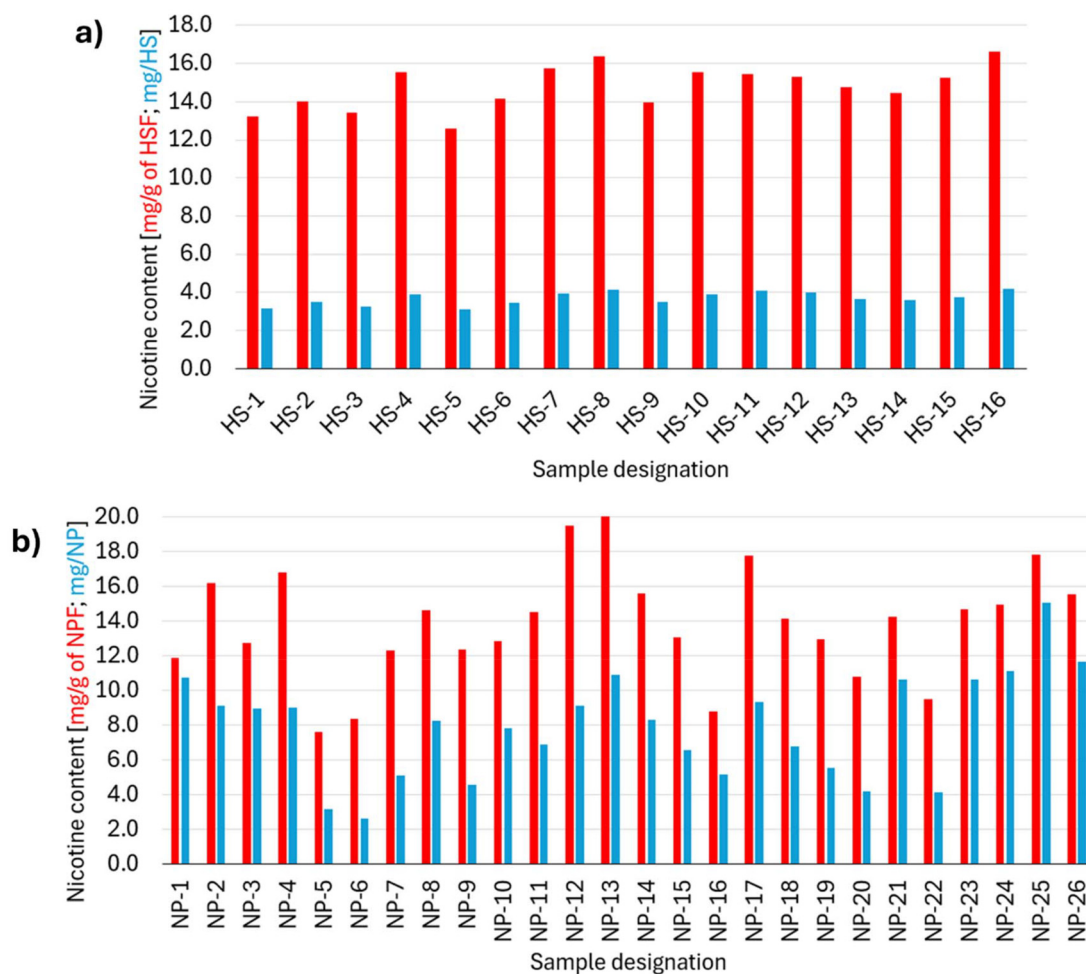 a)
Nicotine content [mg/g of HSF; mg/HS]
18.0
16.0
14.0
12.0
10.0
8.0
6.0
4.0
2.0
0.0
HS-1
HS-2
HS-3
HS-4
HS-5
HS-6
HS-7
HS-8
HS-9
HS-10
HS-11
HS-12
HS-13
HS-14
HS-15
HS-16
Sample designation
b)
Nicotine content [mg/g of NPF; mg/NP]
20.0
18.0
16.0
14.0
12.0
10.0
8.0
6.0
4.0
2.0
0.0
NP-1
NP-2
NP-3
NP-4
NP-5
NP-6
NP-7
NP-8
NP-9
NP-10
NP-11
NP-12
NP-13
NP-14
NP-15
NP-16
NP-17
NP-18
NP-19
NP-20
NP-21
NP-22
NP-23
NP-24
NP-25
NP-26
Sample designation